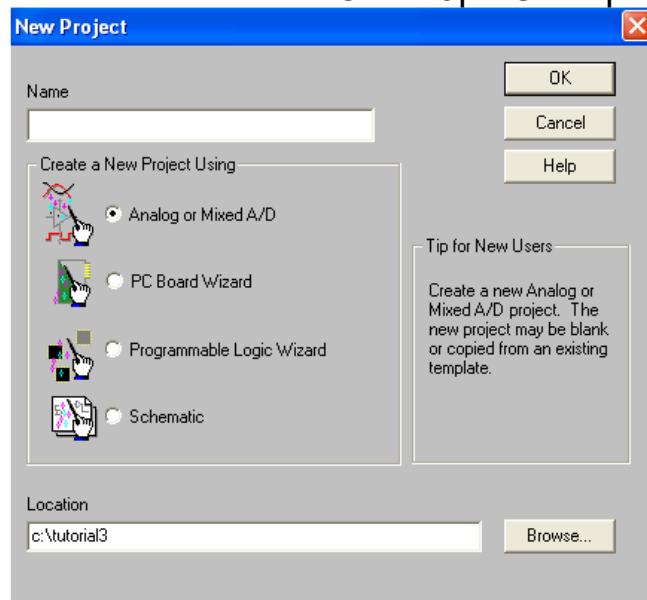 New Project
Name
OK
Cancel
Help
Create a New Project Using
Analog or Mixed A/D
PC Board Wizard
Programmable Logic Wizard
Schematic
Tip for New Users
Create a new Analog or
Mixed A/D project. The
new project may be blank
or copied from an existing
template.
Location
c:\tutorial3
Browse...